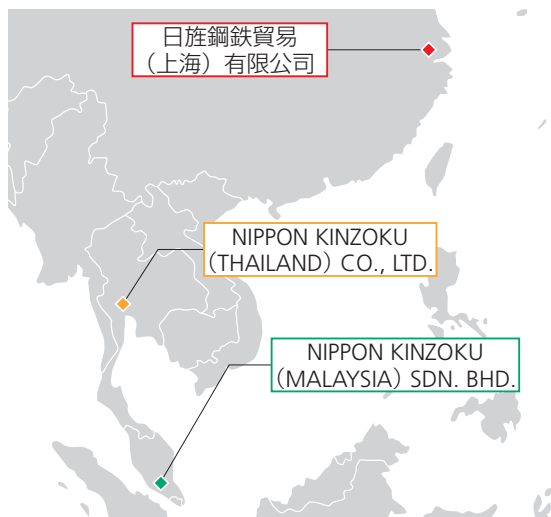 日旌鋼鉄貿易
（上海）有限公司
NIPPON KINZOKU
（THAILAND）CO., LTD.
NIPPON KINZOKU
（MALAYSIA）SDN. BHD.